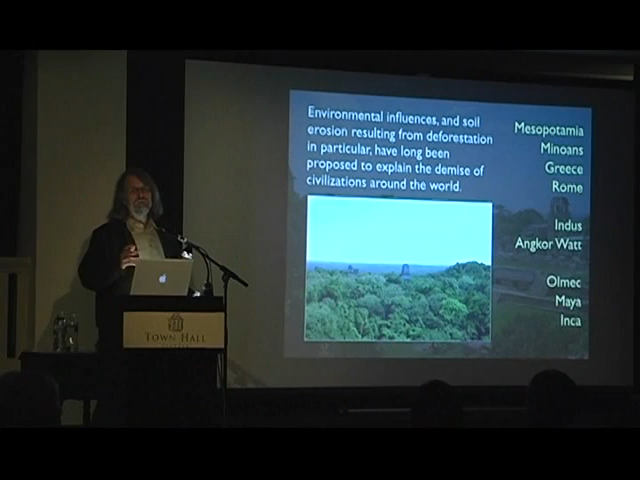 Environmental influences, and soil
erosion resulting from deforestation
in particular, have long been
proposed to explain the demise of
civilizations around the world.
Mesopotamia
Minoans
Greece
Rome
Indus
Angkor Watt
Olmec
Maya
Inca
TOWN HALL